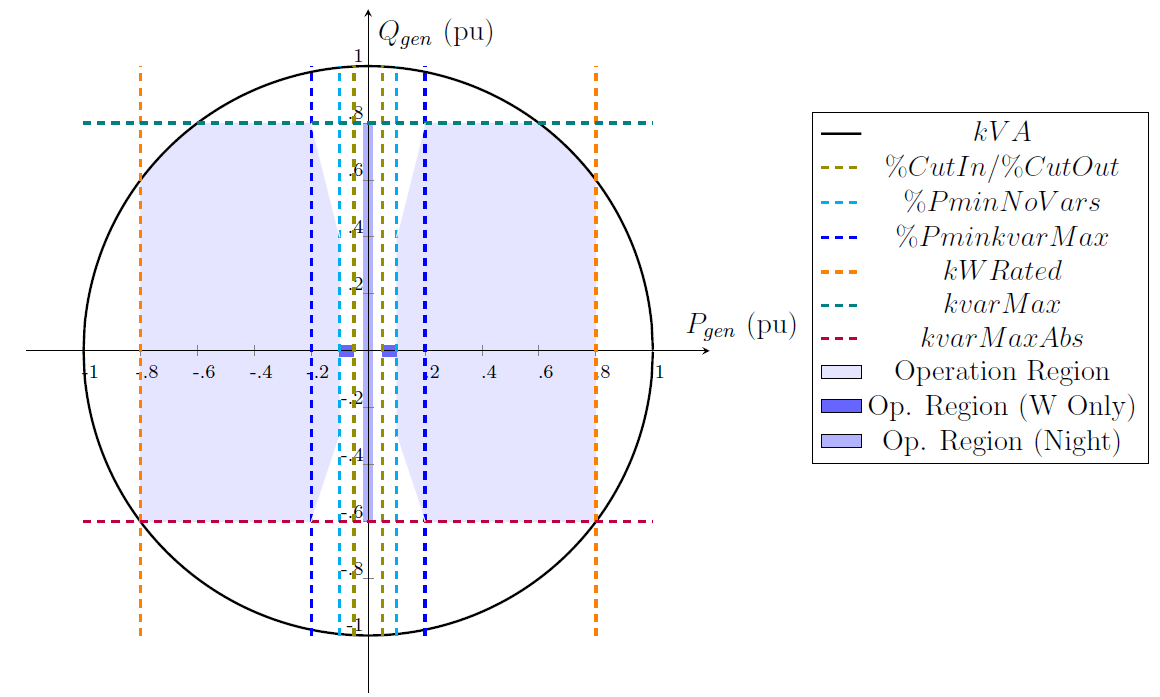 Q_gen (pu)
1
.8
.6
.4
.2
P_gen (pu)
-1 -.8 -.6 -.4 -.2 .2 .4 .6 .8 1
-.2
-.4
-.6
-.8
-1
kVA
%CutIn/%CutOut
%PminNoVars
%PminkvarMax
kWRated
kvarMax
kvarMaxAbs
Operation Region
Op. Region (W Only)
Op. Region (Night)